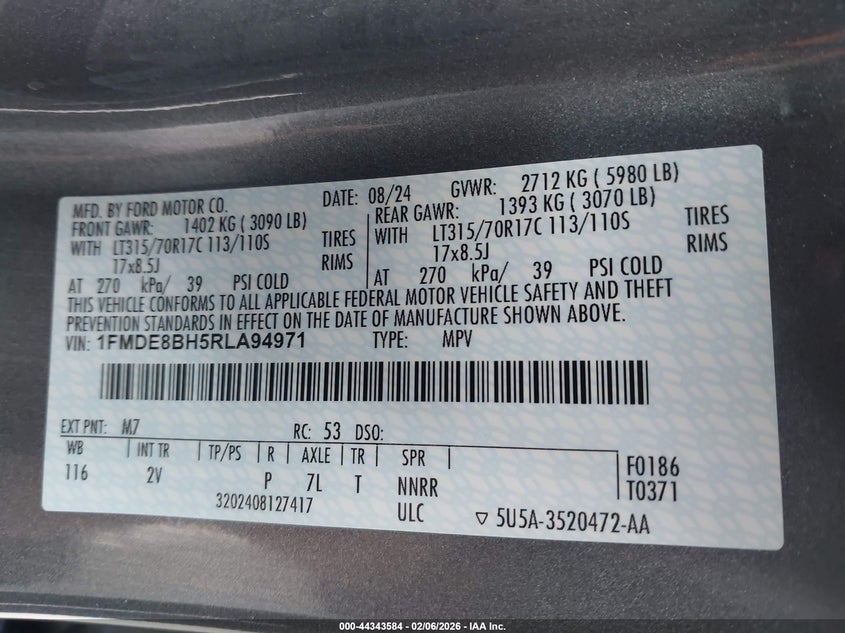 MFD. BY FORD MOTOR CO. DATE: 08/24 GVWR: 2712 KG ( 5980 LB)
FRONT GAWR: 1402 KG ( 3090 LB) REAR GAWR: 1393 KG ( 3070 LB)
WITH LT315/70R17C 113/110S TIRES WITH LT315/70R17C 113/110S TIRES
17x8.5J RIMS 17x8.5J RIMS
AT 270 kPa/ 39 PSI COLD AT 270 kPa/ 39 PSI COLD
THIS VEHICLE CONFORMS TO ALL APPLICABLE FEDERAL MOTOR VEHICLE SAFETY AND THEFT
PREVENTION STANDARDS IN EFFECT ON THE DATE OF MANUFACTURE SHOWN ABOVE.
VIN: 1FMDE8BH5RLA94971 TYPE: MPV
EXT PNT: M7 RC: 53 DSO:
WB INT TR TP/PS R AXLE TR SPR F0186
116 2V P 7L T NNRR T0371
3202408127417 ULC ▽ 5U5A-3520472-AA
000-44343584 - 02/06/2026 - IAA Inc.